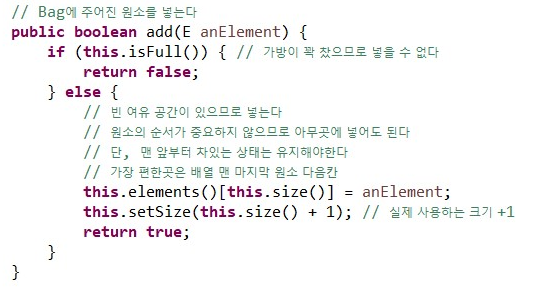 // Bag에 주어진 원소를 넣는다
public boolean add(E anElement) {
    if (this.isFull()) { // 가방이 꽉 찼으므로 넣을 수 없다
        return false;
    } else {
        // 빈 여유 공간이 있으므로 넣는다
        // 원소의 순서가 중요하지 않으므로 아무곳에 넣어도 된다
        // 단, 맨 앞부터 차있는 상태는 유지해야한다
        // 가장 편한곳은 배열 맨 마지막 원소 다음칸
        this.elements()[this.size()] = anElement;
        this.setSize(this.size() + 1); // 실제 사용하는 크기 +1
        return true;
    }
}